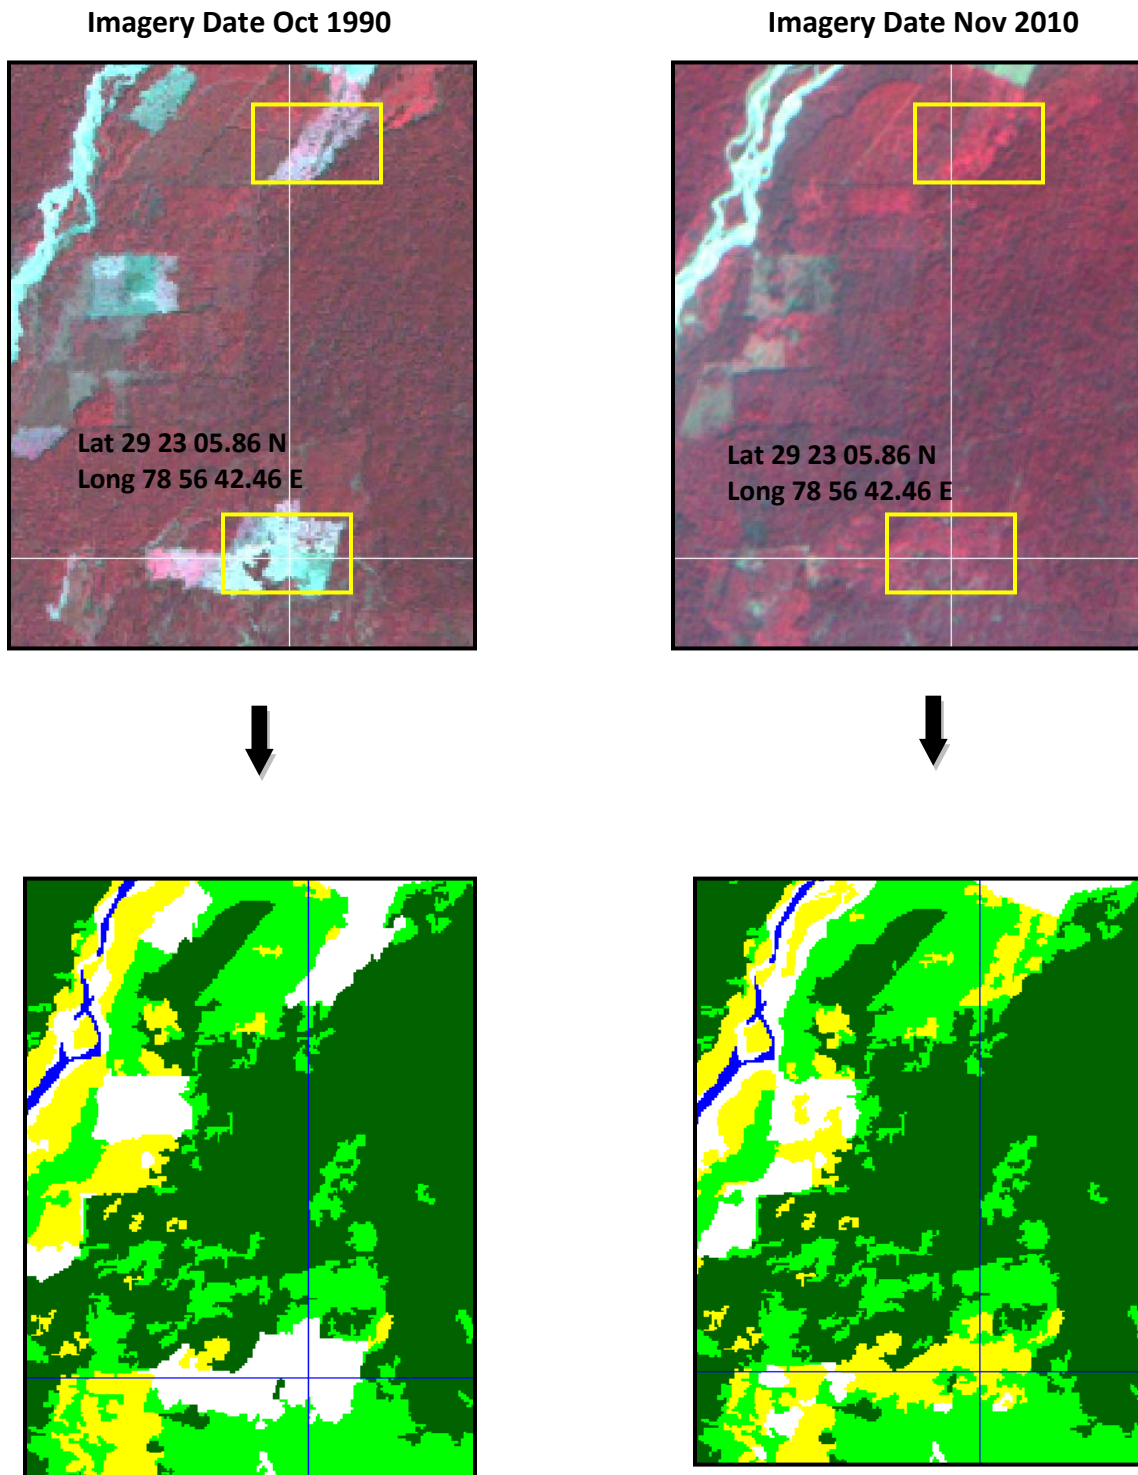 Imagery Date Oct 1990
Imagery Date Nov 2010
Lat 29 23 05.86 N
Long 78 56 42.46 E
Lat 29 23 05.86 N
Long 78 56 42.46 E